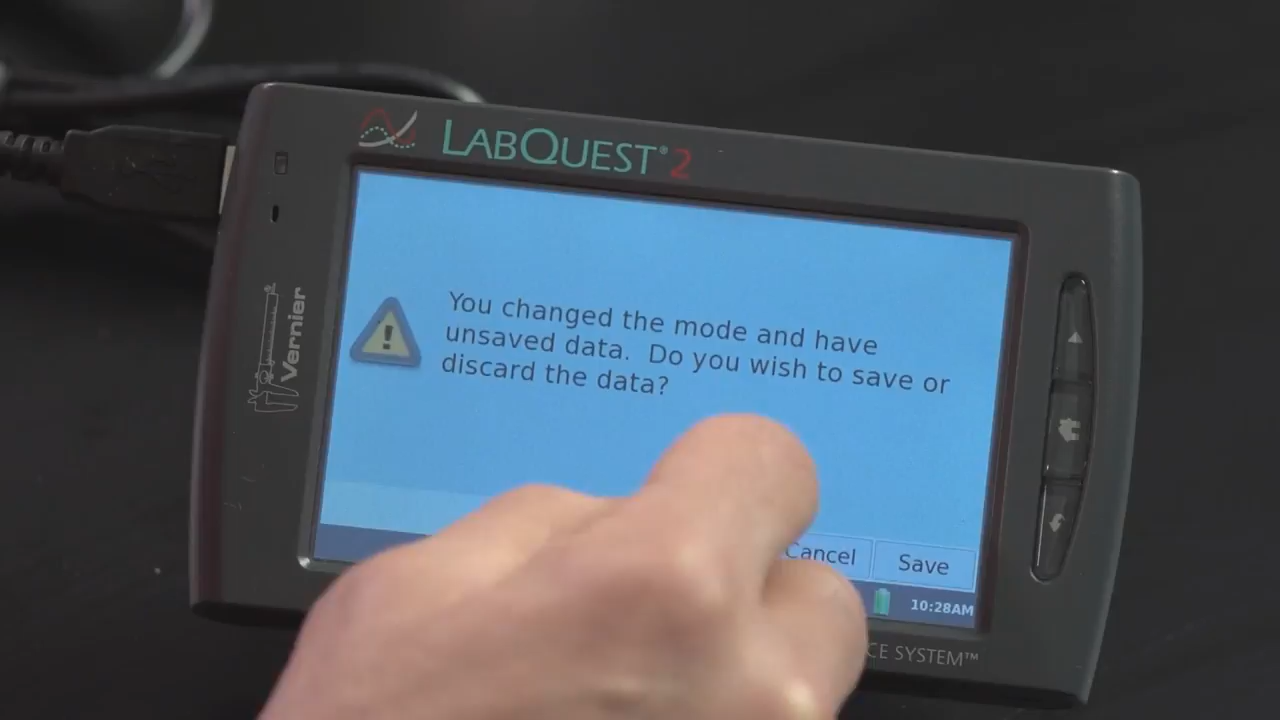 LABQUEST® 2
Vernier
You changed the mode and have
unsaved data. Do you wish to save or
discard the data?
Cancel
Save
10:28AM
SYSTEM™